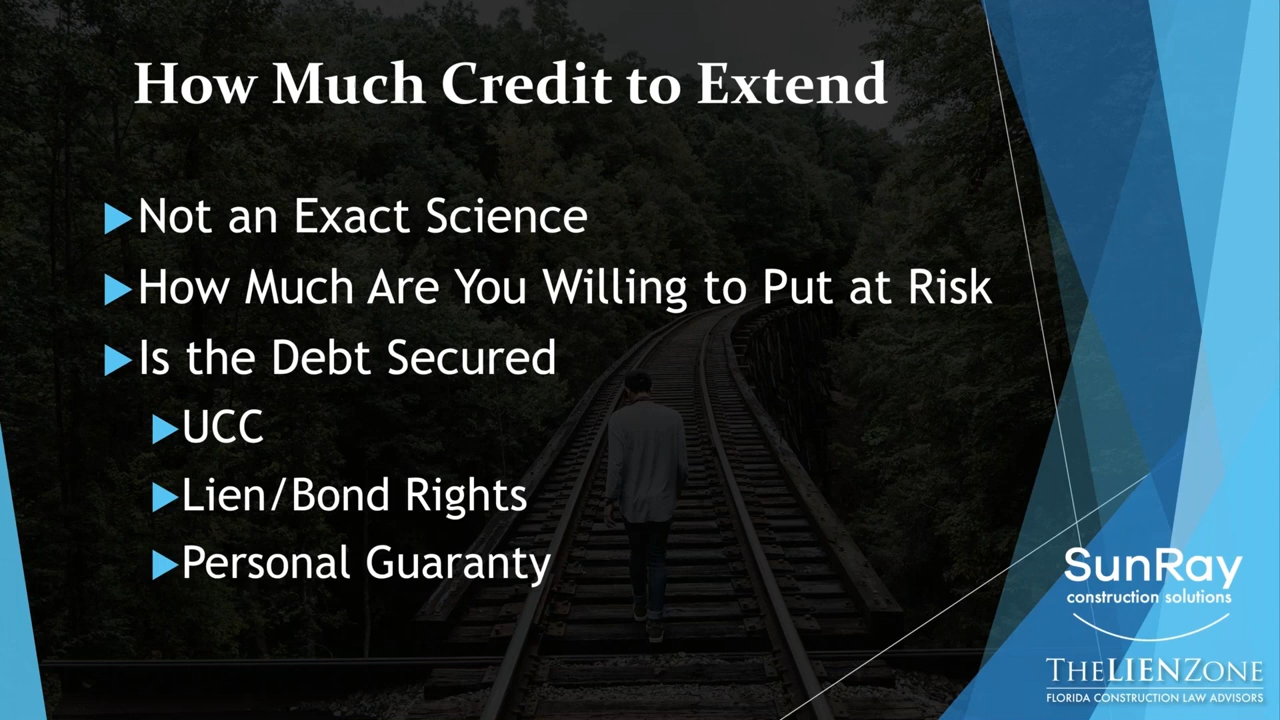 How Much Credit to Extend
Not an Exact Science
How Much Are You Willing to Put at Risk
Is the Debt Secured
UCC
Lien/Bond Rights
Personal Guaranty
SunRay
construction solutions
THELIENZONE
FLORIDA CONSTRUCTION LAW ADVISORS